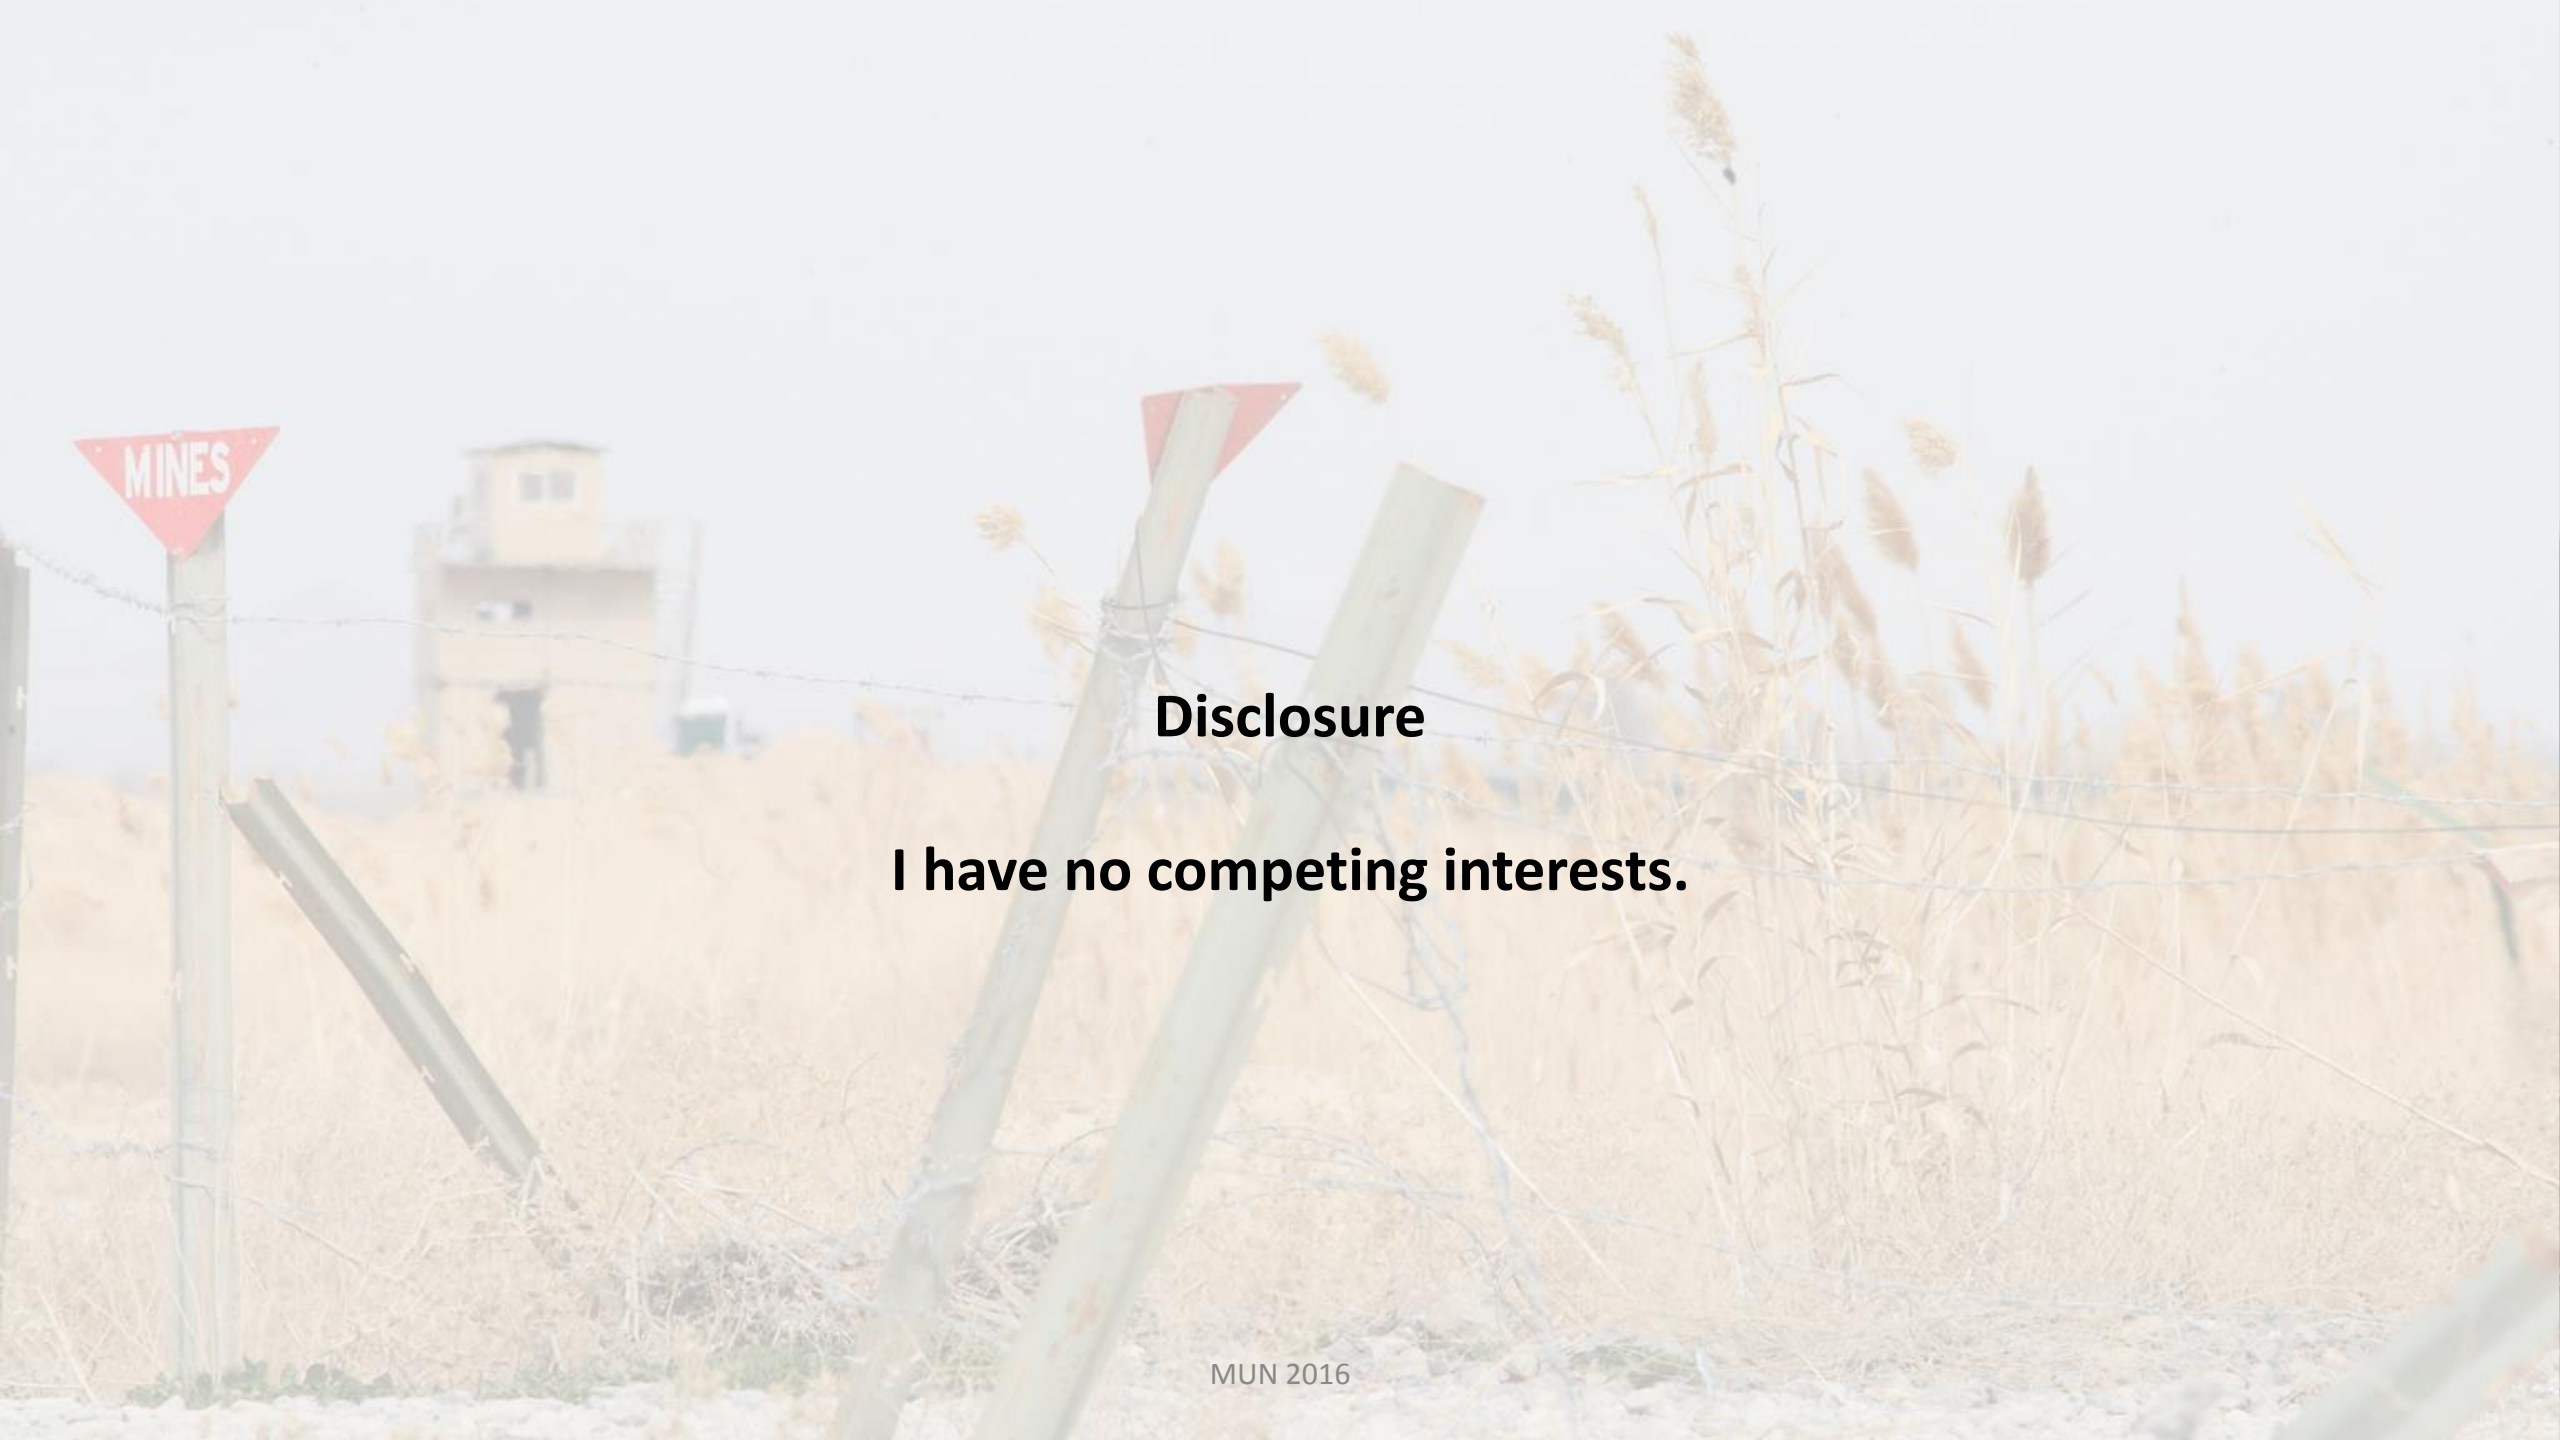 MINES
Disclosure
I have no competing interests.
MUN 2016